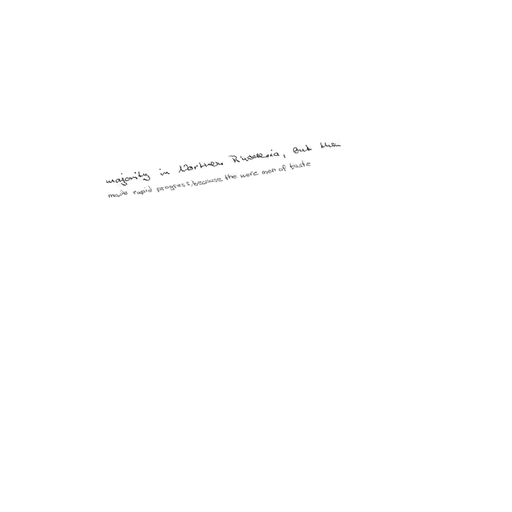 majority in Northern Rhodesia, But the
made rapid progress, because the were men of taste